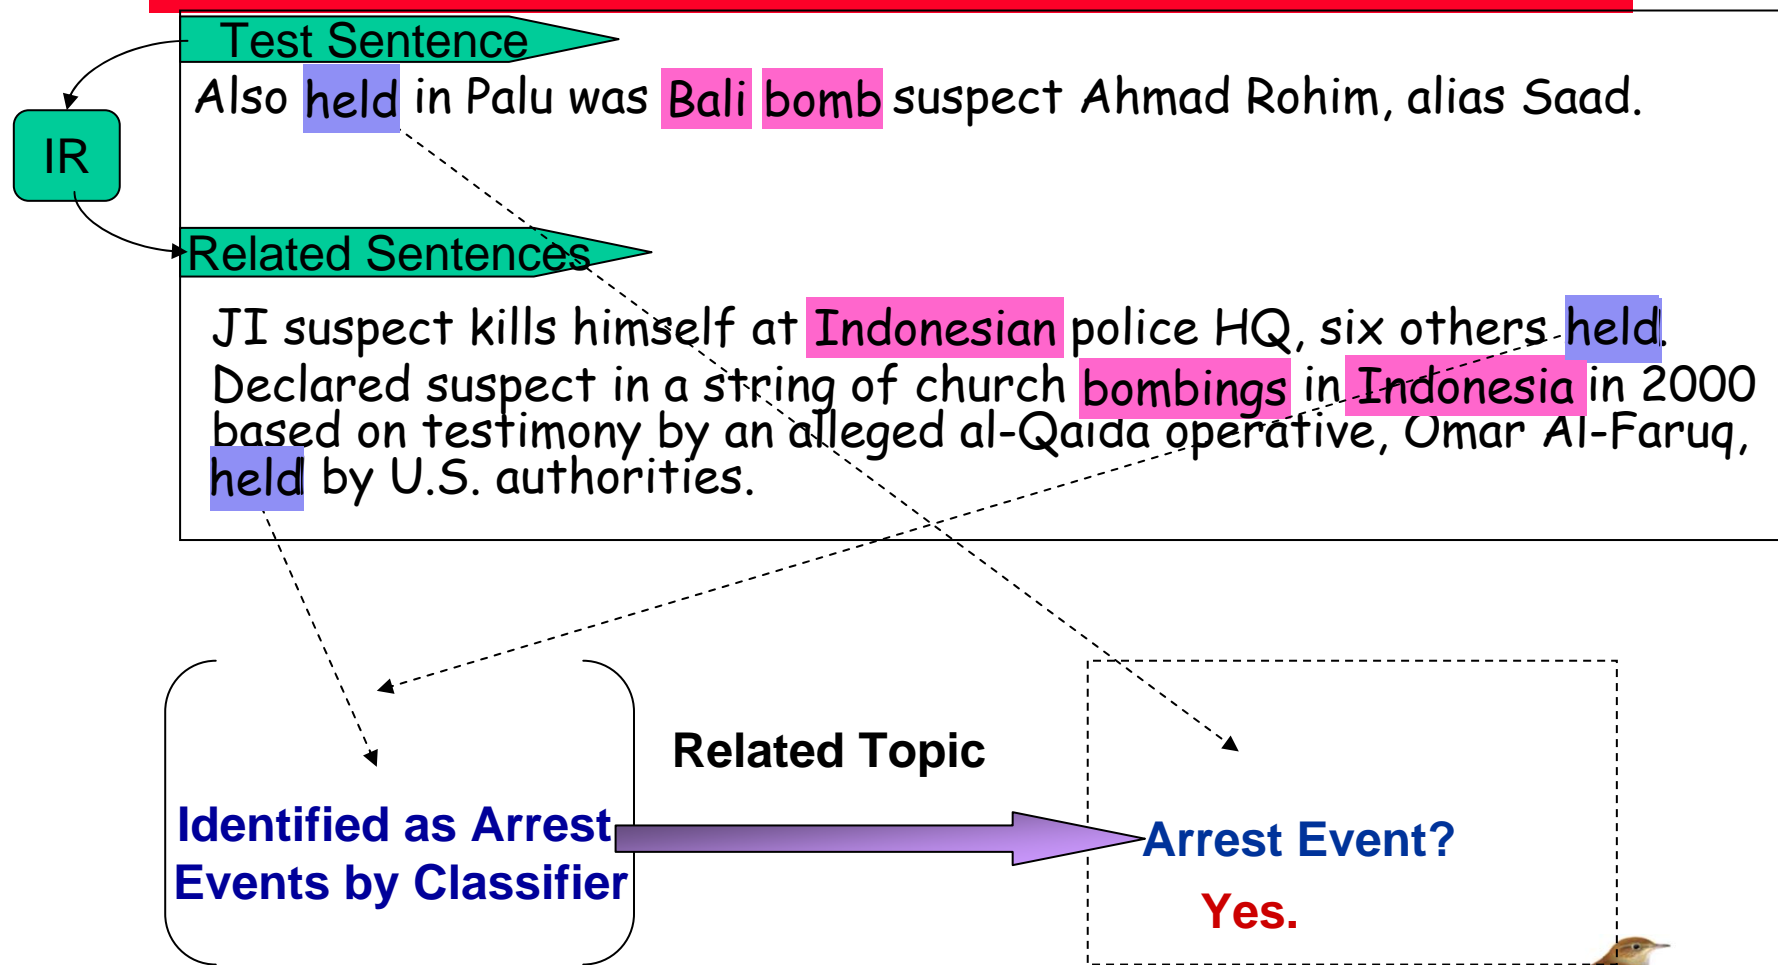 Test Sentence
Also held in Palu was Bali bomb suspect Ahmad Rohim, alias Saad.
IR
Related Sentences
JI suspect kills himself at Indonesian police HQ, six others held.
Declared suspect in a string of church bombings in Indonesia in 2000
based on testimony by an alleged al-Qaida operative, Omar Al-Faruq,
held by U.S. authorities.
Related Topic
Identified as Arrest
Events by Classifier
Arrest Event?
Yes.